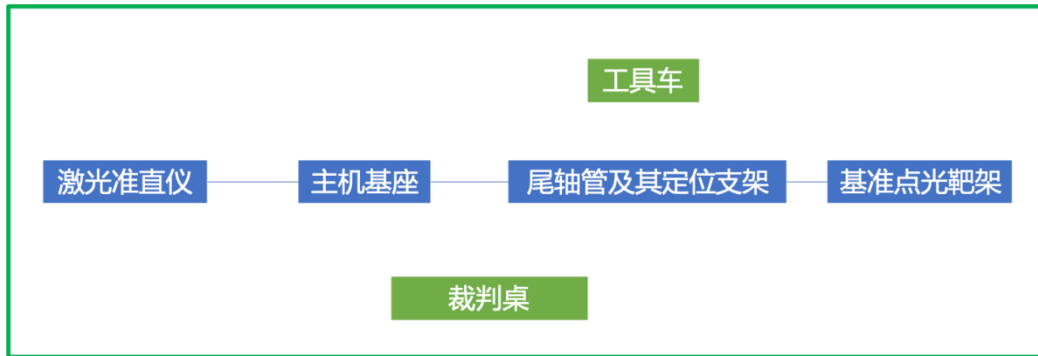 工具车
激光准直仪
主机基座
尾轴管及其定位支架
基准点光靶架
裁判桌